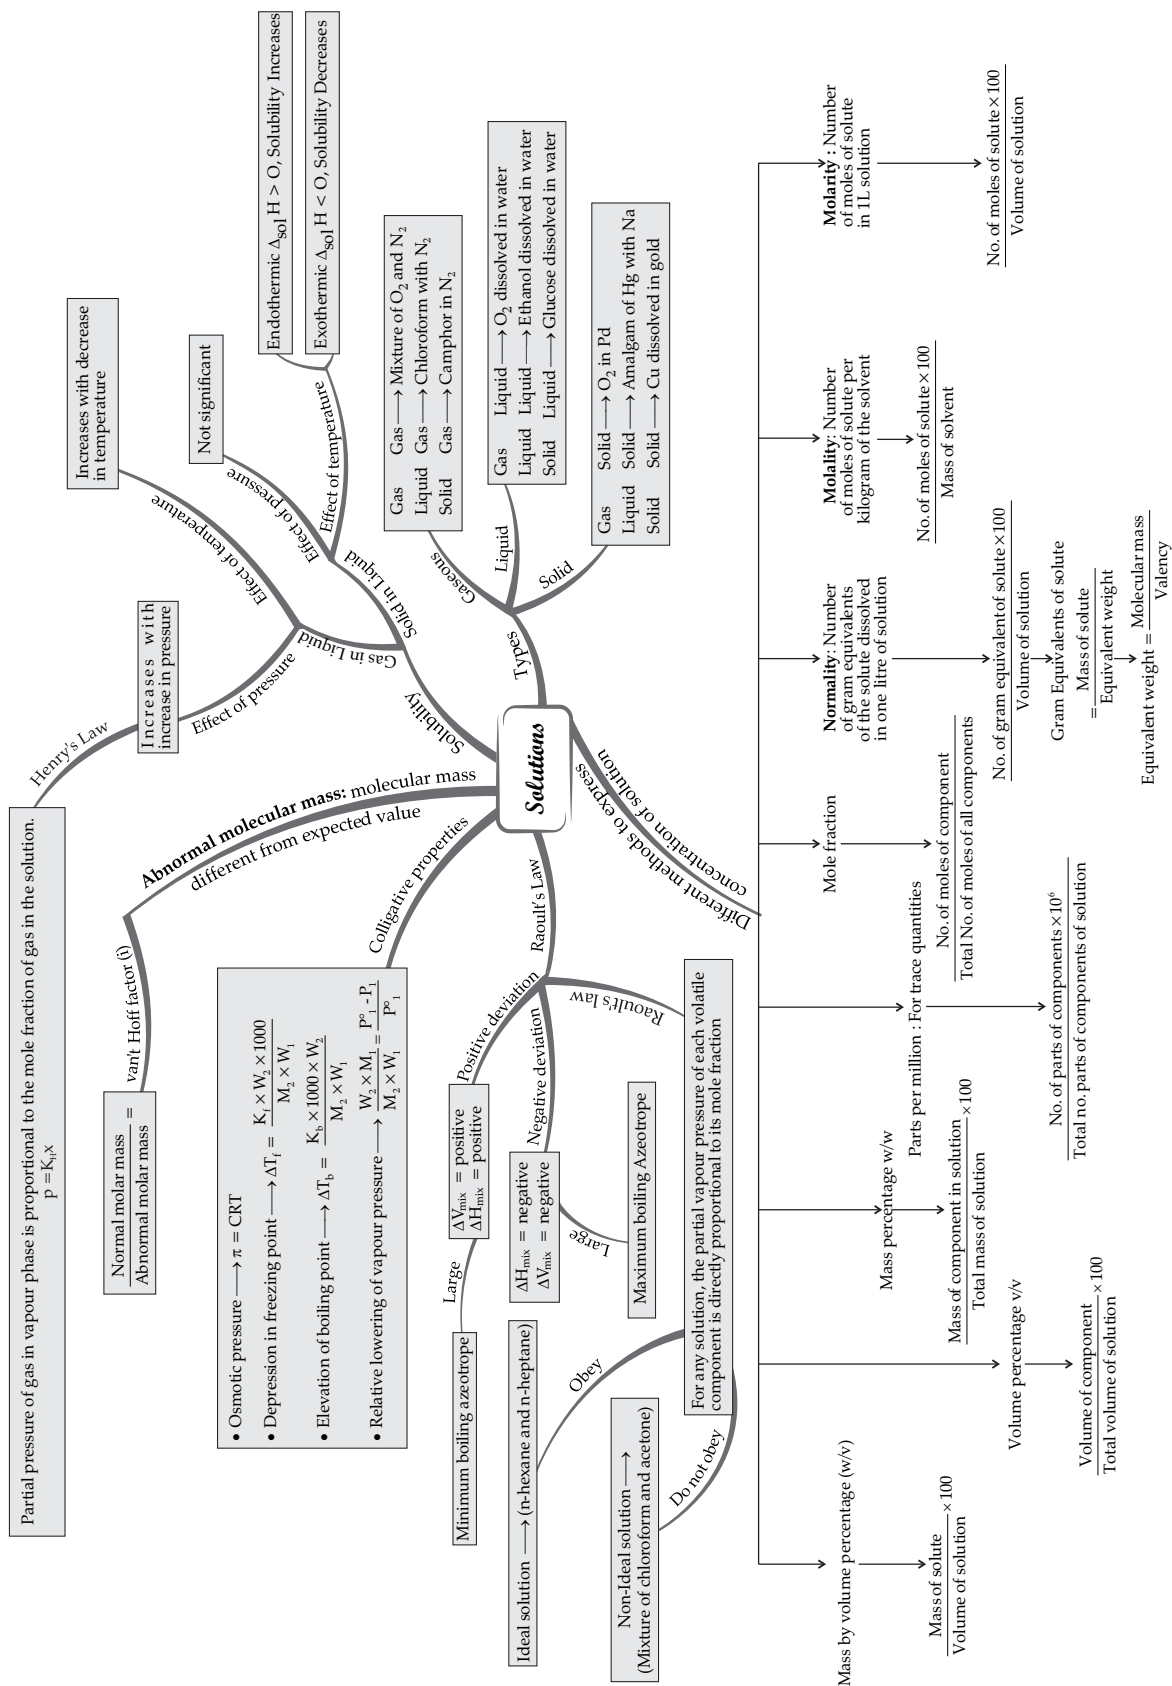 Solutions
Solubility
Gas in Liquid
Effect of pressure
Increases with
increase in pressure
Henry's Law
Partial pressure of gas in vapour phase is proportional to the mole fraction of gas in the solution.
p = K_H x
Effect of temperature
Increases with decrease
in temperature
Solid in Liquid
Effect of pressure
Not significant
Effect of temperature
Endothermic Δ_sol H > O, Solubility Increases
Exothermic Δ_sol H < O, Solubility Decreases
Types
Gaseous
Gas Gas ⟶ Mixture of O₂ and N₂
Liquid Gas ⟶ Chloroform with N₂
Solid Gas ⟶ Camphor in N₂
Liquid
Gas Liquid ⟶ O₂ dissolved in water
Liquid Liquid ⟶ Ethanol dissolved in water
Solid Liquid ⟶ Glucose dissolved in water
Solid
Gas Solid ⟶ O₂ in Pd
Liquid Solid ⟶ Amalgam of Hg with Na
Solid Solid ⟶ Cu dissolved in gold
Abnormal molecular mass: molecular mass
different from expected value
van't Hoff factor (i)
Normal molar mass
Abnormal molar mass =
Colligative properties
• Osmotic pressure ⟶ π = CRT
• Depression in freezing point ⟶ ΔT_f = K_f × W₂ × 1000
M₂ × W₁
• Elevation of boiling point ⟶ ΔT_b = K_b × 1000 × W₂
M₂ × W₁
• Relative lowering of vapour pressure ⟶ W₂ × M₁ = P°₁ - P₁
M₂ × W₁ P°₁
Raoult's Law
Positive deviation
ΔV_mix = positive
ΔH_mix = positive
Large
Minimum boiling azeotrope
Negative deviation
ΔH_mix = negative
ΔV_mix = negative
Large
Maximum boiling Azeotrope
Raoult's law
For any solution, the partial vapour pressure of each volatile
component is directly proportional to its mole fraction
Obey
Ideal solution ⟶ (n-hexane and n-heptane)
Do not obey
Non-Ideal solution ⟶
(Mixture of chloroform and acetone)
Different methods to express
concentration of solution
Mass by volume percentage (w/v)
Mass of solute
Volume of solution ×100
Volume percentage v/v
Volume of component
Total volume of solution ×100
Mass percentage w/w
Mass of component in solution
Total mass of solution ×100
Parts per million : For trace quantities
No. of parts of components ×10⁶
Total no. parts of components of solution
Mole fraction
No. of moles of component
Total No. of moles of all components
Normality: Number
of gram equivalents
of the solute dissolved
in one litre of solution
No. of gram equivalent of solute×100
Volume of solution
Gram Equivalents of solute
= Mass of solute
Equivalent weight
Equivalent weight = Molecular mass
Valency
Molality: Number
of moles of solute per
kilogram of the solvent
No. of moles of solute×100
Mass of solvent
Molarity : Number
of moles of solute
in 1L solution
No. of moles of solute×100
Volume of solution